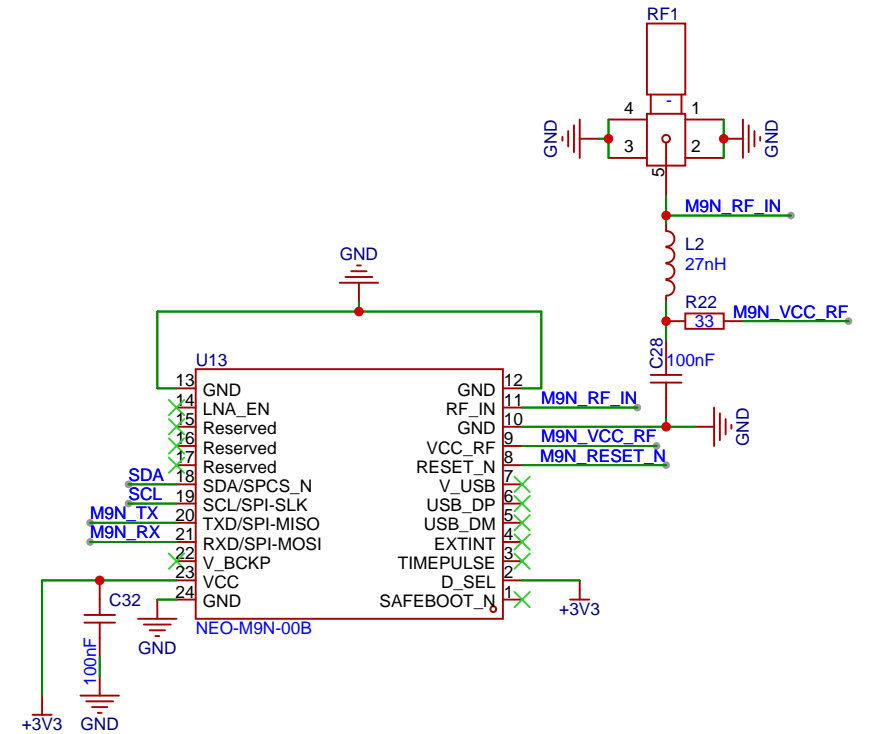 RF1
4
-
1
GND
GND
3
2
5
M9N_RF_IN
L2
27nH
R22
33
M9N_VCC_RF
C28
100nF
GND
GND
U13
13
GND
14
LNA_EN
15
Reserved
16
Reserved
17
Reserved
SDA
18
SDA/SPCS_N
SCL
19
SCL/SPI-SLK
M9N_TX
20
TXD/SPI-MISO
M9N_RX
21
RXD/SPI-MOSI
22
V_BCKP
23
VCC
24
GND
12
GND
11
RF_IN
M9N_RF_IN
10
GND
9
VCC_RF
M9N_VCC_RF
8
RESET_N
M9N_RESET_N
7
V_USB
6
USB_DP
5
USB_DM
4
EXTINT
3
TIMEPULSE
2
D_SEL
1
SAFEBOOT_N
+3V3
NEO-M9N-00B
C32
100nF
GND
+3V3
GND